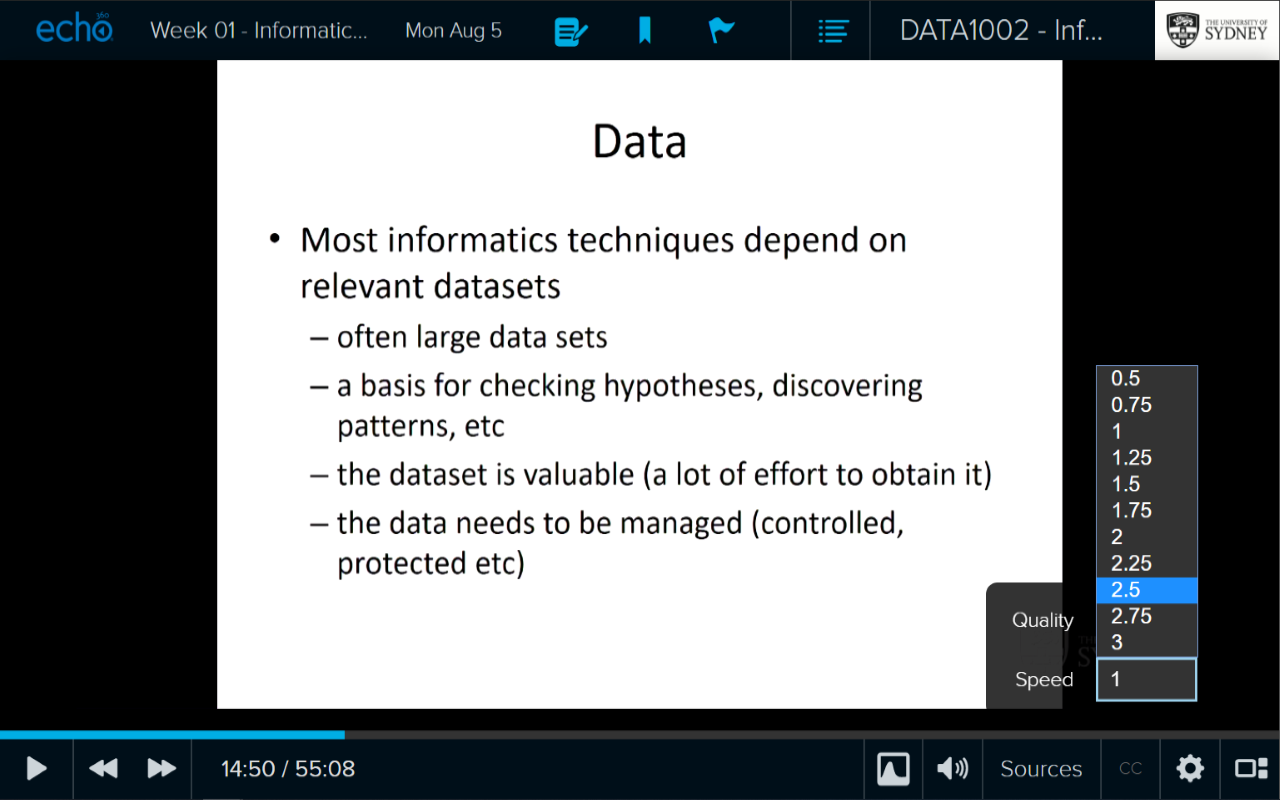 echo360
Week 01 - Informatic...
Mon Aug 5
DATA1002 - Inf...
THE UNIVERSITY OF
SYDNEY
Data
• Most informatics techniques depend on
relevant datasets
– often large data sets
– a basis for checking hypotheses, discovering
patterns, etc
– the dataset is valuable (a lot of effort to obtain it)
– the data needs to be managed (controlled,
protected etc)
0.5
0.75
1
1.25
1.5
1.75
2
2.25
2.5
2.75
3
Quality
Speed
1
14:50 / 55:08
Sources
CC